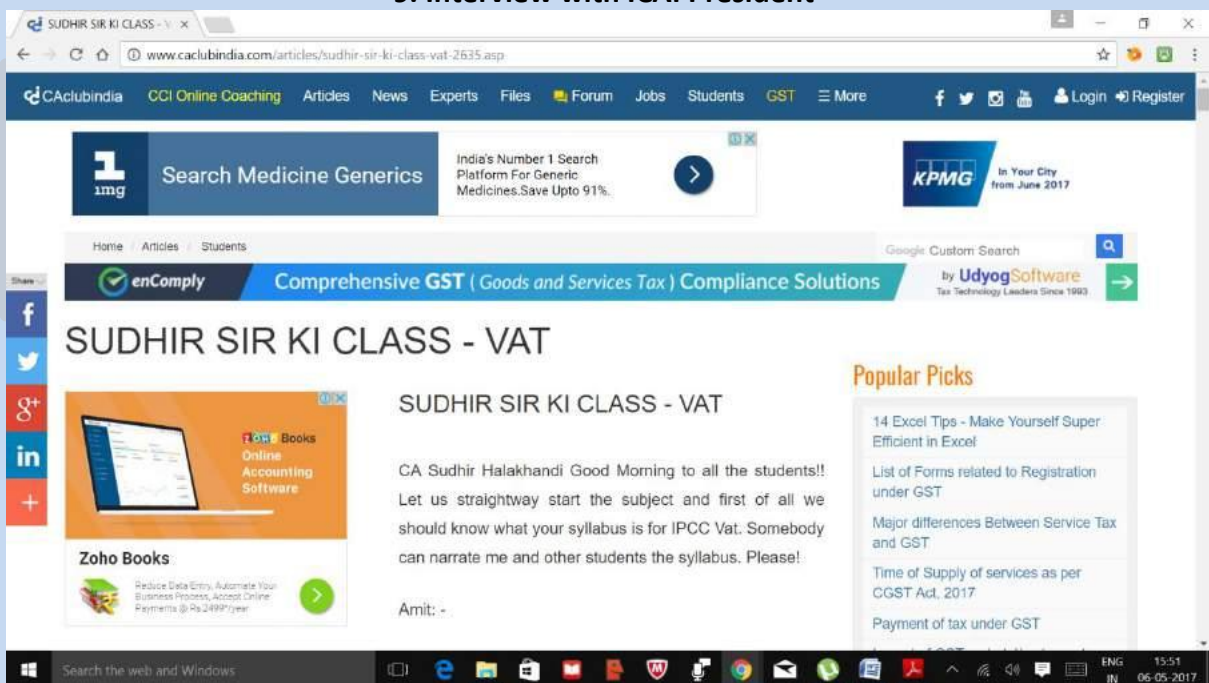 SUDHIR SIR KI CLASS - V
www.caclubindia.com/articles/sudhir-sir-ki-class-vat-2635.asp
CAclubindia CCI Online Coaching Articles News Experts Files Forum Jobs Students GST More Login Register
1mg
Search Medicine Generics
India's Number 1 Search
Platform For Generic
Medicines.Save Upto 91%.
KPMG
In Your City
from June 2017
Home / Articles / Students
Google Custom Search
Share
enComply
Comprehensive GST ( Goods and Services Tax ) Compliance Solutions
by UdyogSoftware
Tax Technology Leaders Since 1993
SUDHIR SIR KI CLASS - VAT
ZOHO Books
Online
Accounting
Software
Zoho Books
Reduce Data Entry, Automate Your
Business Process, Accept Online
Payments @ Rs.2499*/year
SUDHIR SIR KI CLASS - VAT
CA Sudhir Halakhandi Good Morning to all the students!!
Let us straightway start the subject and first of all we
should know what your syllabus is for IPCC Vat. Somebody
can narrate me and other students the syllabus. Please!
Amit: -
Popular Picks
14 Excel Tips - Make Yourself Super
Efficient in Excel
List of Forms related to Registration
under GST
Major differences Between Service Tax
and GST
Time of Supply of services as per
CGST Act, 2017
Payment of tax under GST
Search the web and Windows
ENG
IN
15:51
06-05-2017